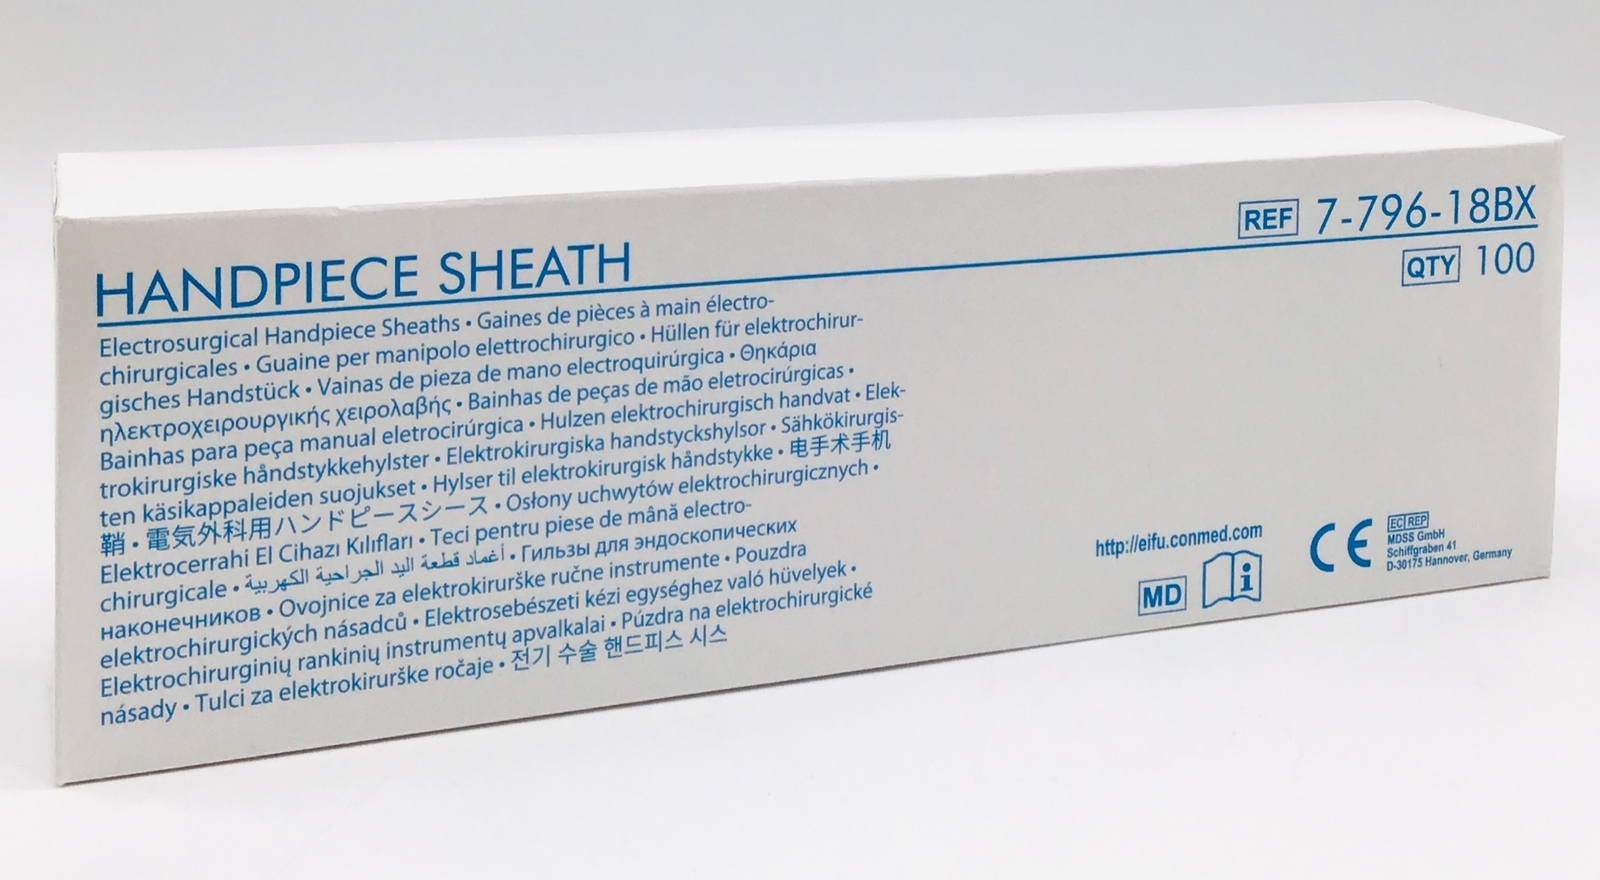 HANDPIECE SHEATH
REF 7-796-18BX
QTY 100
Electrosurgical Handpiece Sheaths • Gaines de pièces à main électro-
chirurgicales • Guaine per manipolo elettrochirurgico • Hüllen für elektrochirur-
gisches Handstück • Vainas de pieza de mano electroquirúrgica • Θηκάρια
ηλεκτροχειρουργικής χειρολαβής • Bainhas de peças de mão eletrocirúrgicas •
Bainhas para peça manual eletrocirúrgica • Hulzen elektrochirurgisch handvat • Elek-
trokirurgiske håndstykkehylster • Elektrokirurgiska handstyckshylsor • Sähkökirurgis-
ten käsikappaleiden suojukset • Hylser til elektrokirurgisk håndstykke • 电手术手机
鞘 • 電気外科用ハンドピースシース • Osłony uchwytów elektrochirurgicznych •
Elektrocerrahi El Cihazı Kılıfları • Teci pentru piese de mână electro-
chirurgicale • أغماد قطعة اليد الجراحية الكهربية • Гильзы для эндоскопических
наконечников • Ovojnice za elektrokirurške ručne instrumente • Pouzdra
elektrochirurgických násadců • Elektrosebészeti kézi egységhez való hüvelyek •
Elektrochirurginių rankinių instrumentų apvalkalai • Púzdra na elektrochirurgické
násady • Tulci za elektrokirurške ročaje • 전기 수술 핸드피스 시스
http://eifu.conmed.com
MD
i
CE
EC REP
MDSS GmbH
Schiffgraben 41
D-30175 Hannover, Germany